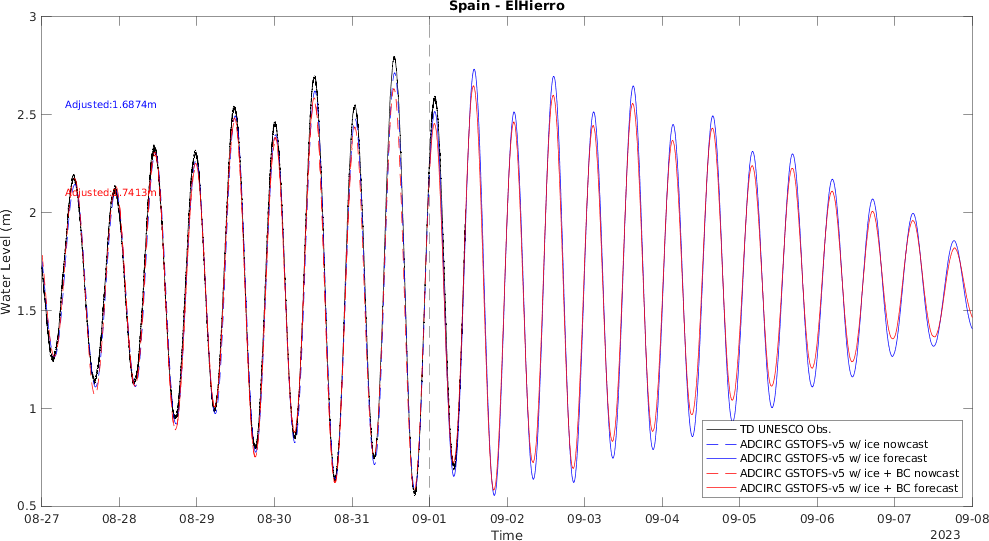 Spain - ElHierro
3
2.5
2
1.5
1
0.5
Water Level (m)
Adjusted:1.6874m
Adjusted:1.7413m
TD UNESCO Obs.
ADCIRC GSTOFS-v5 w/ ice nowcast
ADCIRC GSTOFS-v5 w/ ice forecast
ADCIRC GSTOFS-v5 w/ ice + BC nowcast
ADCIRC GSTOFS-v5 w/ ice + BC forecast
08-27 08-28 08-29 08-30 08-31 09-01 09-02 09-03 09-04 09-05 09-06 09-07 09-08
Time
2023